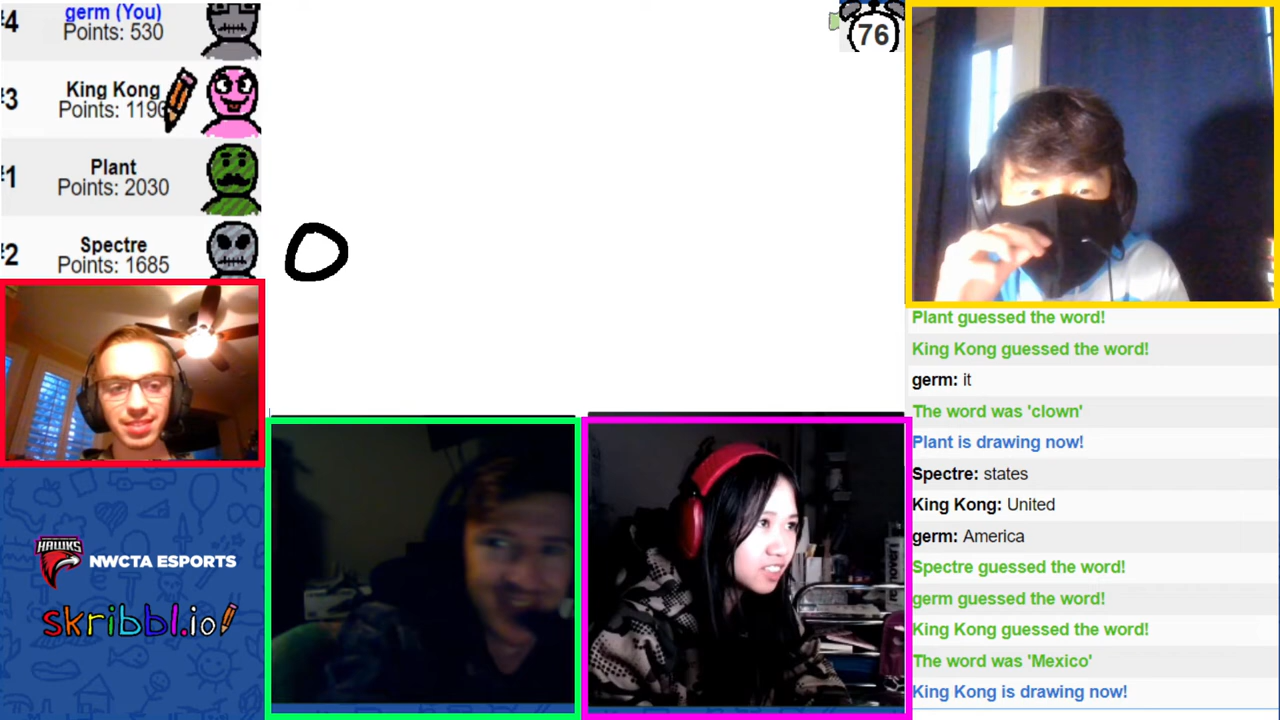 #4
germ (You)
Points: 530
#3
King Kong
Points: 1190
#1
Plant
Points: 2030
#2
Spectre
Points: 1685
76
Plant guessed the word!
King Kong guessed the word!
germ: it
The word was 'clown'
Plant is drawing now!
Spectre: states
King Kong: United
germ: America
Spectre guessed the word!
germ guessed the word!
King Kong guessed the word!
The word was 'Mexico'
King Kong is drawing now!
HAWKS
NWCTA ESPORTS
skribbl.io